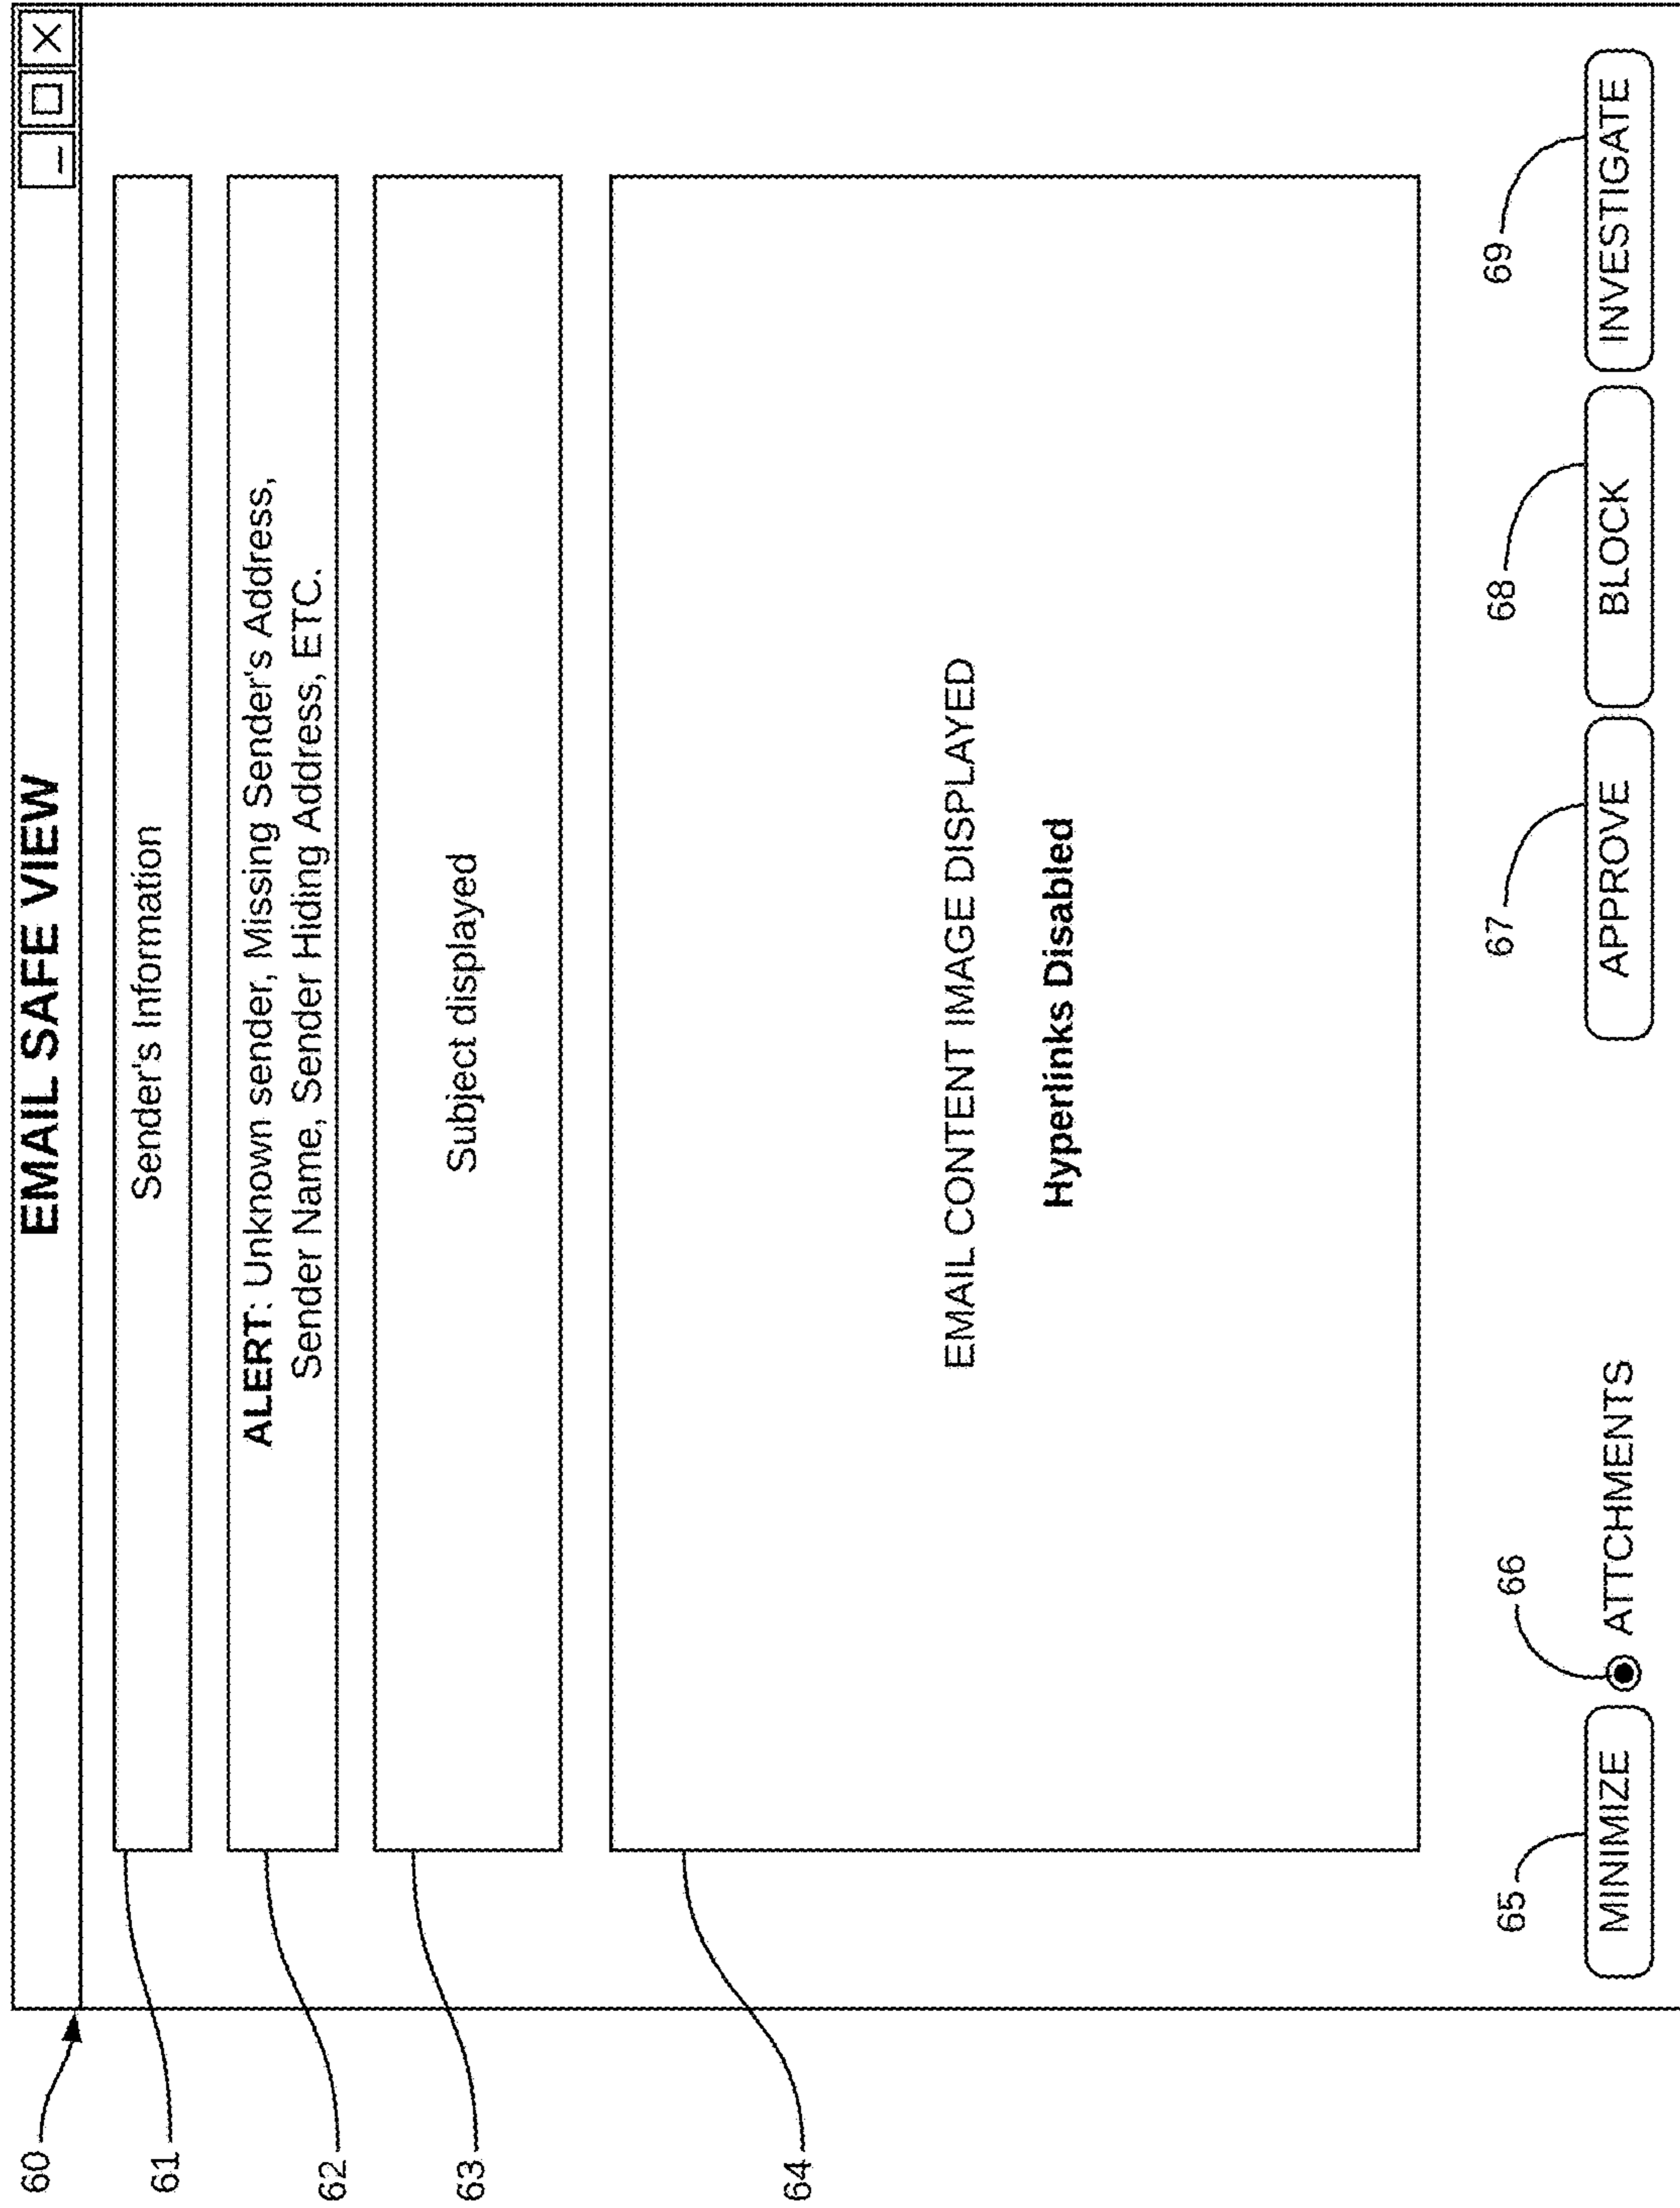 60
EMAIL SAFE VIEW
61
Sender's Information
62
ALERT: Unknown sender, Missing Sender's Address,
Sender Name, Sender Hiding Address, ETC.
63
Subject displayed
64
EMAIL CONTENT IMAGE DISPLAYED
Hyperlinks Disabled
65
66
67
68
69
MINIMIZE
ATTCHMENTS
APPROVE
BLOCK
INVESTIGATE